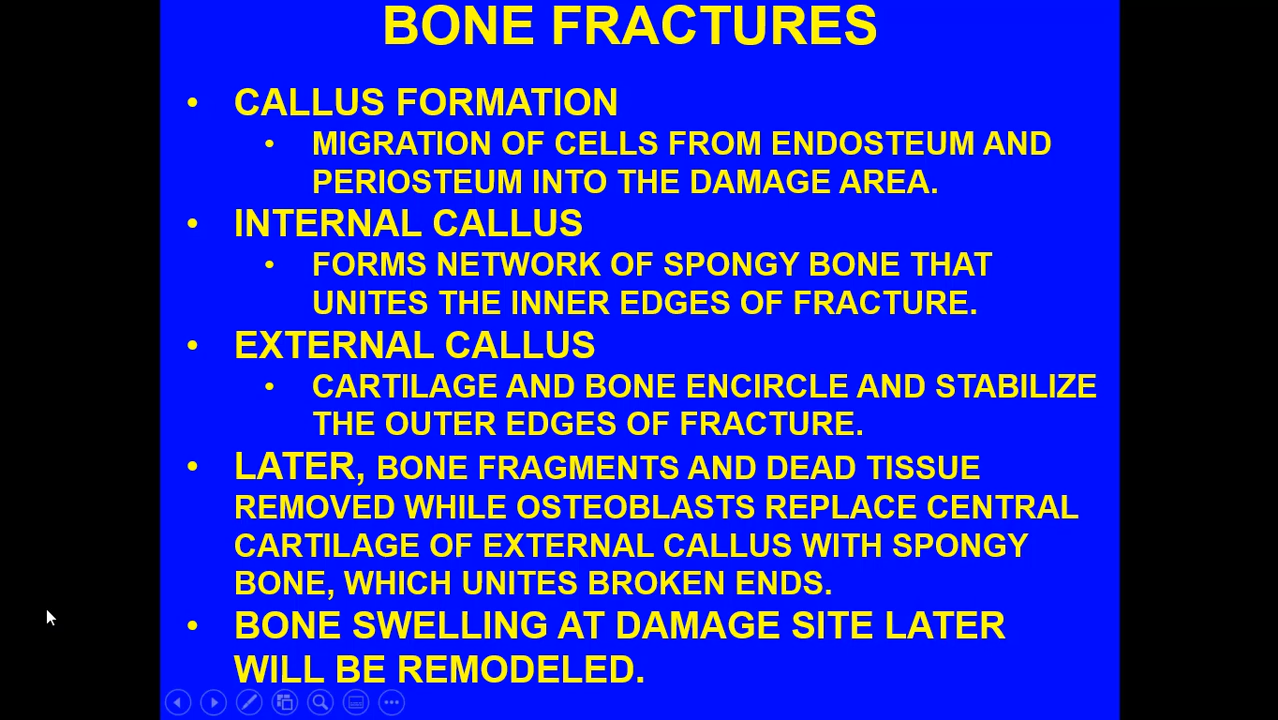 BONE FRACTURES
• CALLUS FORMATION
• MIGRATION OF CELLS FROM ENDOSTEUM AND
PERIOSTEUM INTO THE DAMAGE AREA.
• INTERNAL CALLUS
• FORMS NETWORK OF SPONGY BONE THAT
UNITES THE INNER EDGES OF FRACTURE.
• EXTERNAL CALLUS
• CARTILAGE AND BONE ENCIRCLE AND STABILIZE
THE OUTER EDGES OF FRACTURE.
• LATER, BONE FRAGMENTS AND DEAD TISSUE
REMOVED WHILE OSTEOBLASTS REPLACE CENTRAL
CARTILAGE OF EXTERNAL CALLUS WITH SPONGY
BONE, WHICH UNITES BROKEN ENDS.
• BONE SWELLING AT DAMAGE SITE LATER
WILL BE REMODELED.